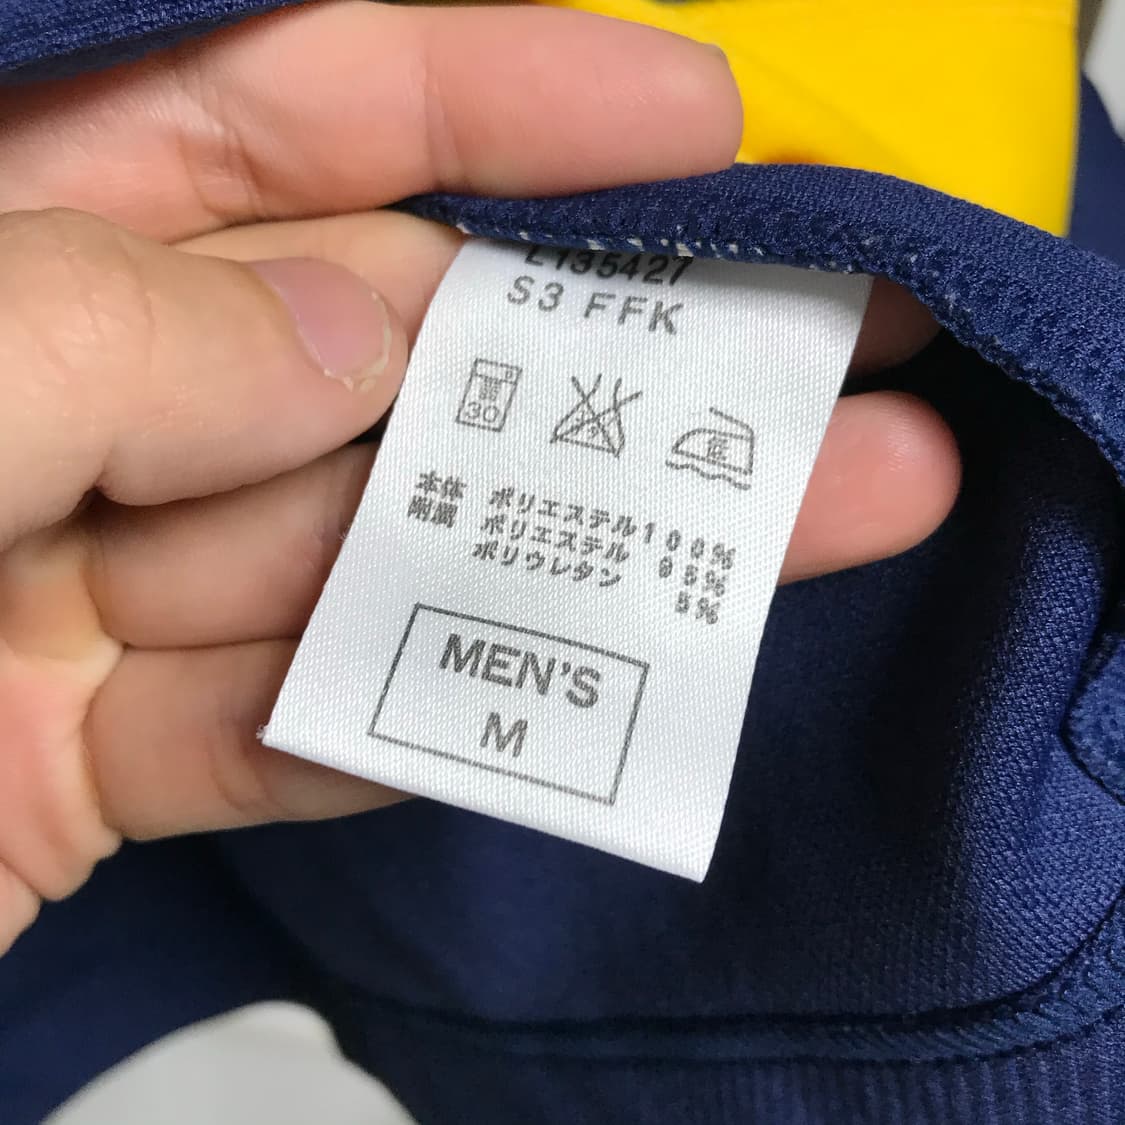 L135427
S3 FFK
30
本体 ポリエステル100%
附属 ポリエステル 95%
ポリウレタン 5%
MEN'S
M